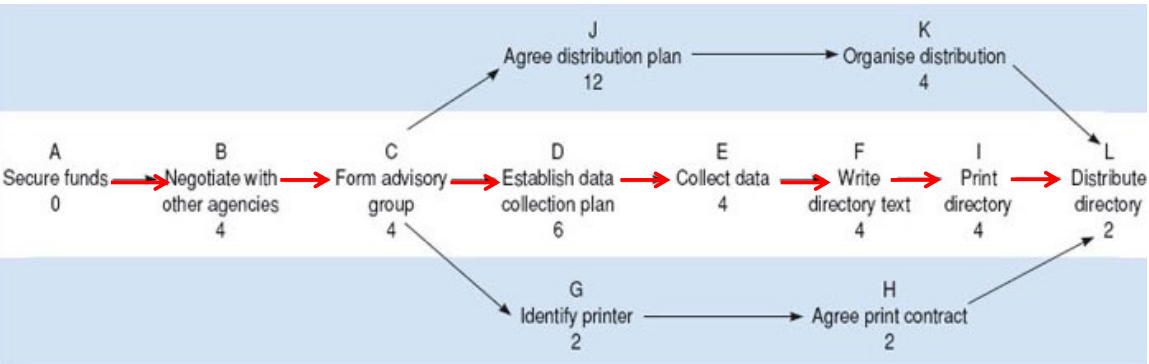 J
Agree distribution plan
12
K
Organise distribution
4
A
Secure funds
0
B
Negotiate with
other agencies
4
C
Form advisory
group
4
D
Establish data
collection plan
6
E
Collect data
4
F
Write
directory text
4
I
Print
directory
4
L
Distribute
directory
2
G
Identify printer
2
H
Agree print contract
2